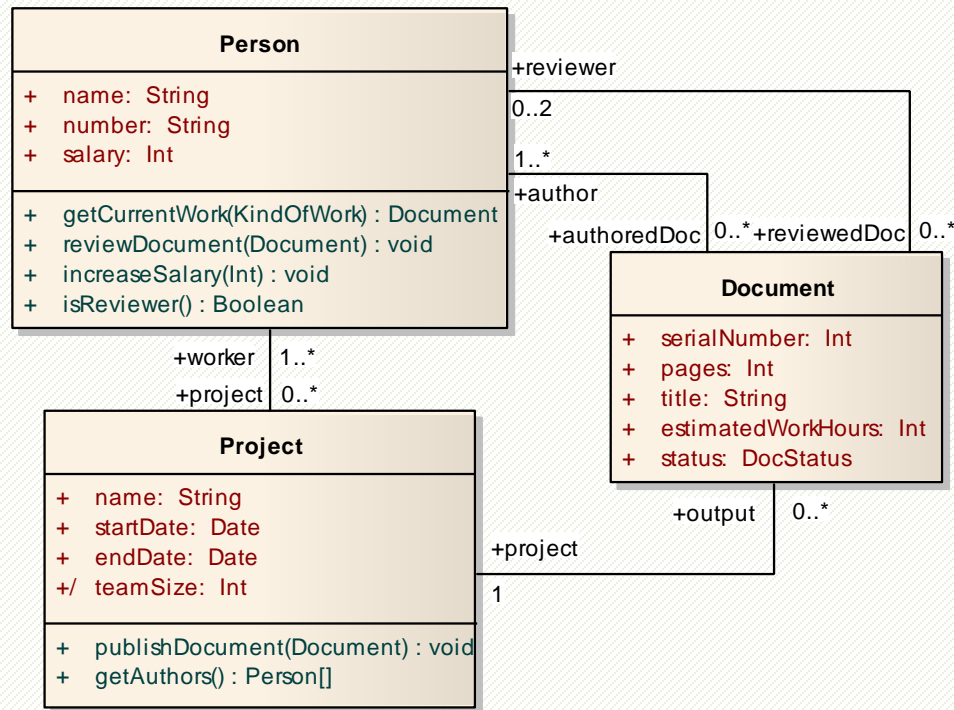 Person
+ name: String
+ number: String
+ salary: Int
+ getCurrentWork(KindOfWork) : Document
+ reviewDocument(Document) : void
+ increaseSalary(Int) : void
+ isReviewer() : Boolean
+reviewer
0..2
1..*
+author
+authoredDoc 0..* +reviewedDoc 0..*
Document
+ serialNumber: Int
+ pages: Int
+ title: String
+ estimatedWorkHours: Int
+ status: DocStatus
+worker 1..*
+project 0..*
Project
+ name: String
+ startDate: Date
+ endDate: Date
+/ teamSize: Int
+ publishDocument(Document) : void
+ getAuthors() : Person[]
+output 0..*
+project
1